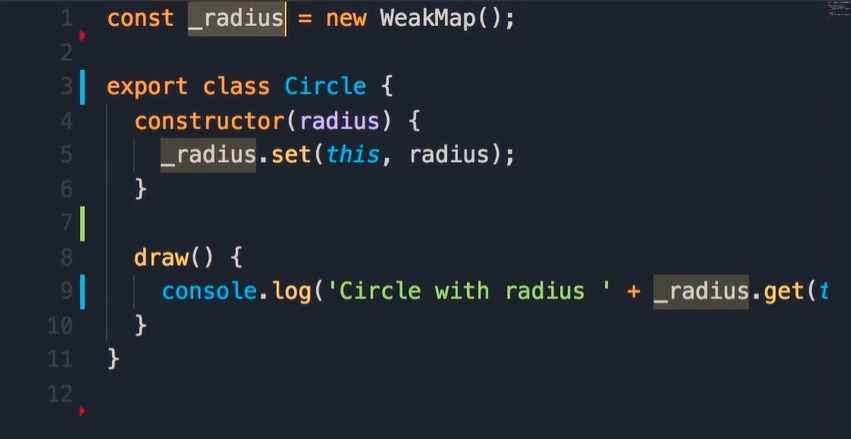 1 const _radius = new WeakMap();
2
3 export class Circle {
4 constructor(radius) {
5 _radius.set(this, radius);
6 }
7
8 draw() {
9 console.log('Circle with radius ' + _radius.get(t
10 }
11 }
12